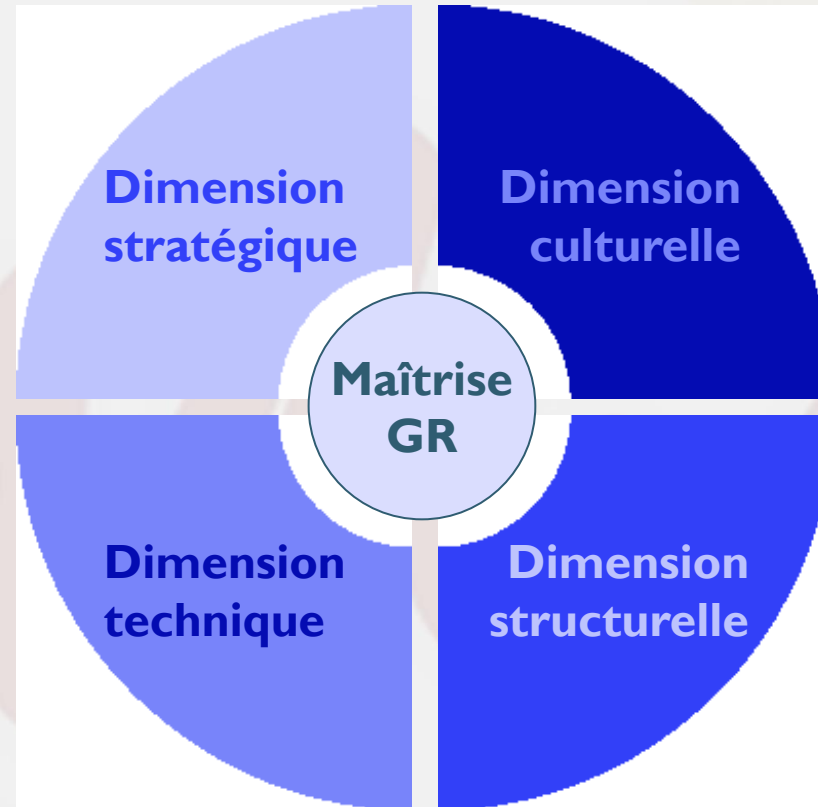 Dimension
stratégique
Dimension
culturelle
Maîtrise
GR
Dimension
technique
Dimension
structurelle